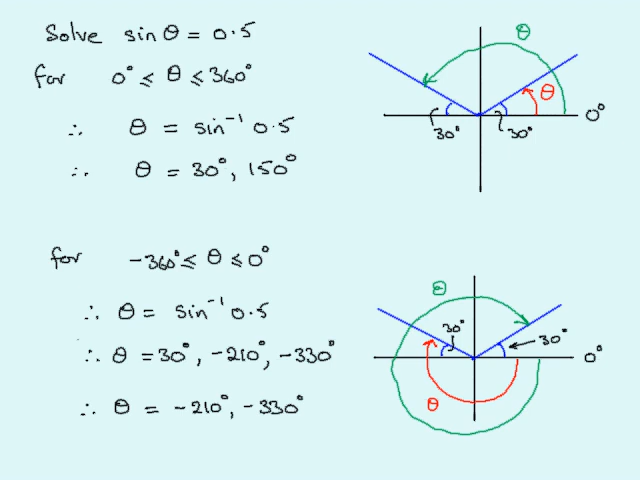 Solve sin θ = 0.5
for 0° ≤ θ ≤ 360°
∴ θ = sin⁻¹ 0.5
∴ θ = 30°, 150°
θ
θ
0°
30° 30°
for -360° ≤ θ ≤ 0°
∴ θ = sin⁻¹ 0.5
∴ θ = 30°, -210°, -330°
∴ θ = -210°, -330°
θ
30° 30°
0°
θ